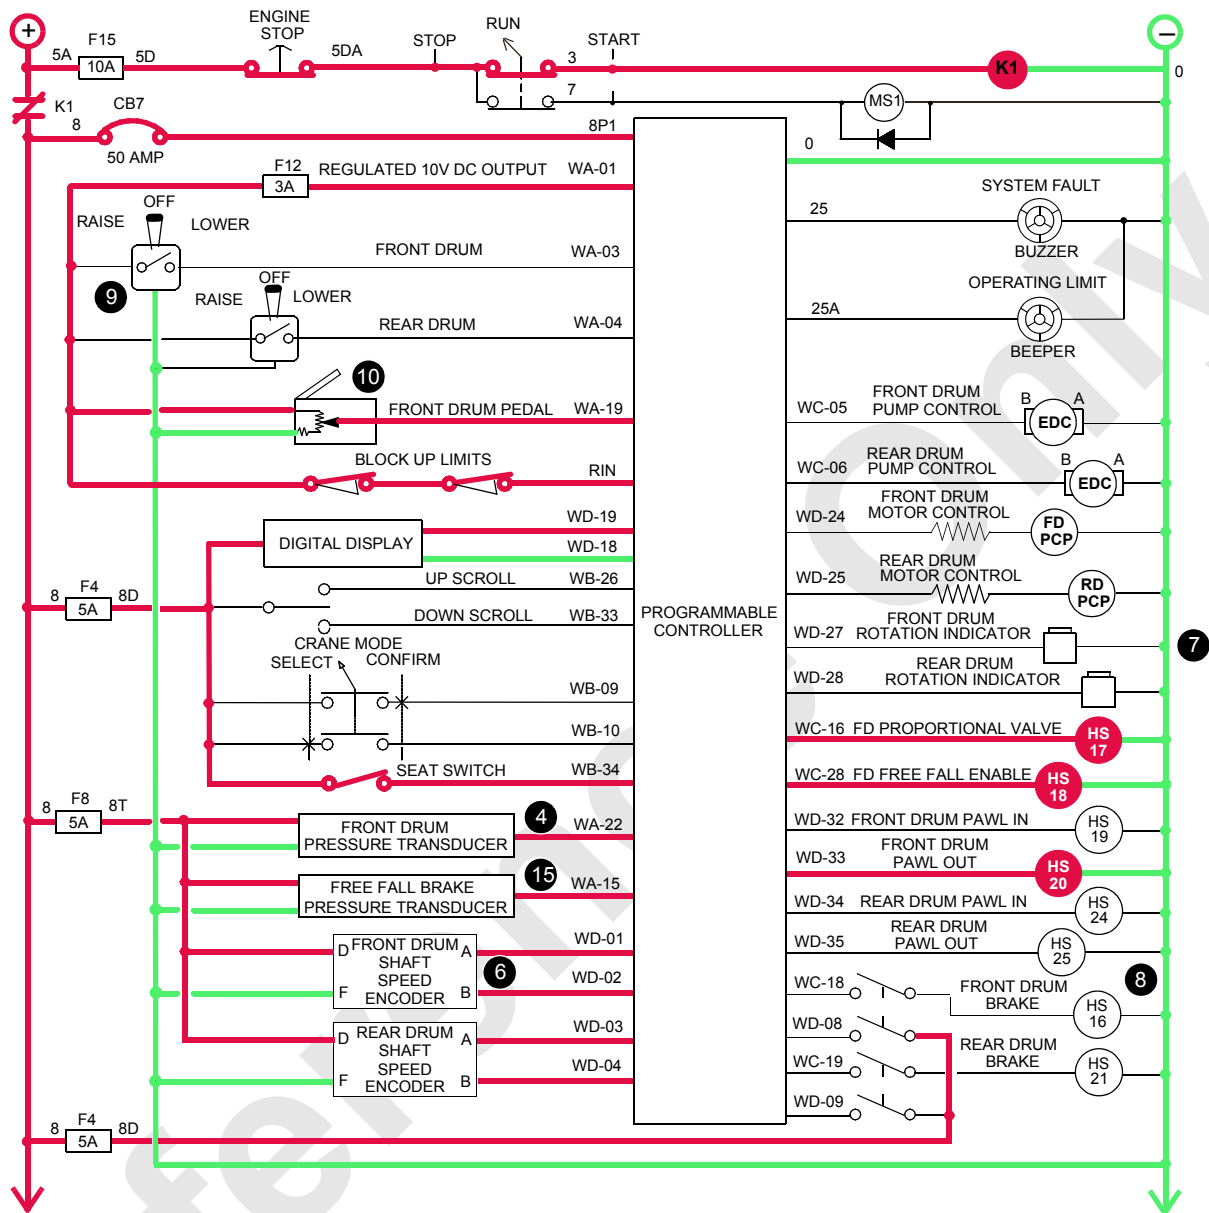 +
ENGINE
STOP
RUN
START
STOP
F15
5A
10A
5D
5DA
3
7
K1
0
K1
8
CB7
50 AMP
8P1
MS1
0
F12
3A
REGULATED 10V DC OUTPUT
WA-01
OFF
RAISE
LOWER
FRONT DRUM
WA-03
9
OFF
RAISE
LOWER
REAR DRUM
WA-04
10
FRONT DRUM PEDAL
WA-19
BLOCK UP LIMITS
RIN
DIGITAL DISPLAY
WD-19
WD-18
8
F4
5A
8D
UP SCROLL
WB-26
DOWN SCROLL
WB-33
CRANE MODE
SELECT
CONFIRM
WB-09
WB-10
SEAT SWITCH
WB-34
8
F8
5A
8T
FRONT DRUM
PRESSURE TRANSDUCER
4
WA-22
FREE FALL BRAKE
PRESSURE TRANSDUCER
15
WA-15
D
FRONT DRUM
SHAFT
SPEED
ENCODER
A
F
B
6
WD-01
WD-02
D
REAR DRUM
SHAFT
SPEED
ENCODER
A
F
B
WD-03
WD-04
8
F4
5A
8D
PROGRAMMABLE
CONTROLLER
25
SYSTEM FAULT
BUZZER
25A
OPERATING LIMIT
BEEPER
WC-05
FRONT DRUM
PUMP CONTROL
B
A
EDC
WC-06
REAR DRUM
PUMP CONTROL
B
A
EDC
WD-24
FRONT DRUM
MOTOR CONTROL
FD
PCP
WD-25
REAR DRUM
MOTOR CONTROL
RD
PCP
WD-27
FRONT DRUM
ROTATION INDICATOR
7
WD-28
REAR DRUM
ROTATION INDICATOR
WC-16 FD PROPORTIONAL VALVE
HS
17
WC-28 FD FREE FALL ENABLE
HS
18
WD-32 FRONT DRUM PAWL IN
HS
19
WD-33
FRONT DRUM
PAWL OUT
HS
20
WD-34 REAR DRUM PAWL IN
HS
24
WD-35
REAR DRUM
PAWL OUT
HS
25
8
WC-18
FRONT DRUM
BRAKE
HS
16
WD-08
WC-19
REAR DRUM
BRAKE
HS
21
WD-09
ference Only